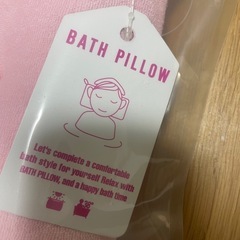 BATH PILLOW
Let's complete a comfortable
bath style for yourself Relax with
BATH PILLOW, and a happy bath time